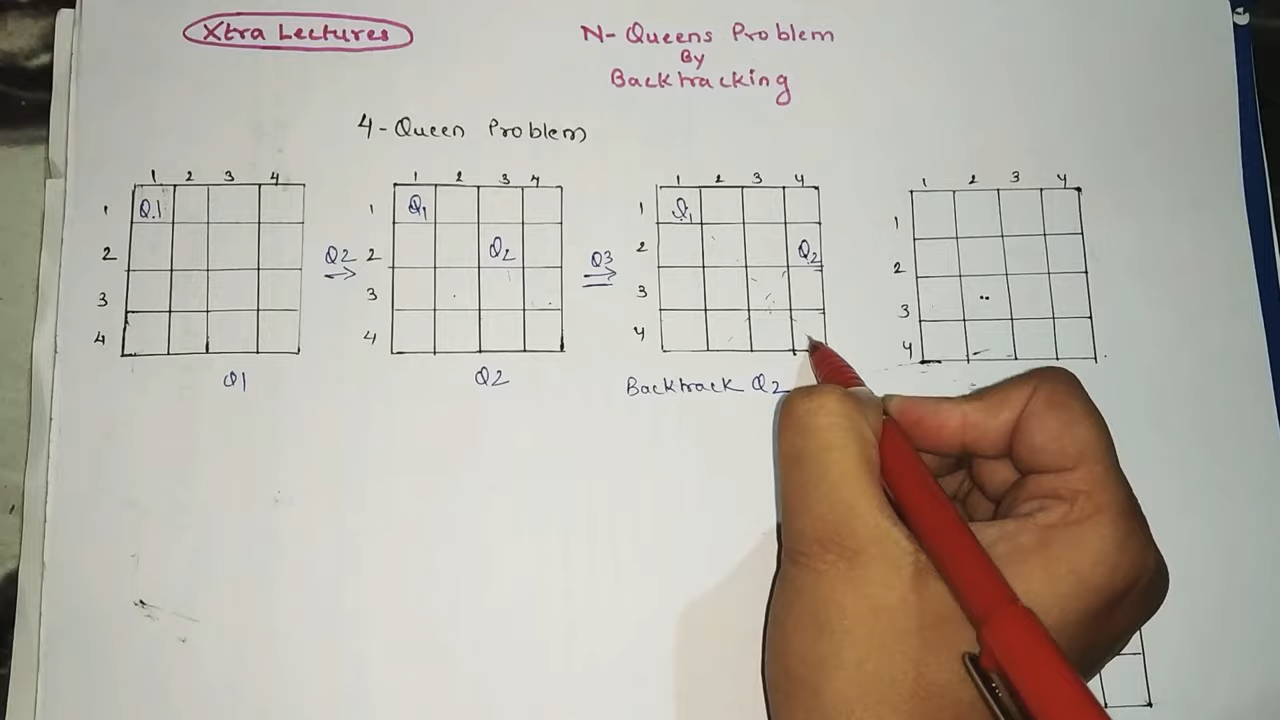 Xtra Lectures
N-Queens Problem
By
Backtracking
4-Queen Problem
1 2 3 4
1 Q.1
2
3
4
Q1
Q2
1 2 3 4
1 Q1
2 Q2
3
4
Q2
Q3
1 2 3 4
1 Q1
2 Q2
3
4
Backtrack Q2
1 2 3 4
1
2
3
4